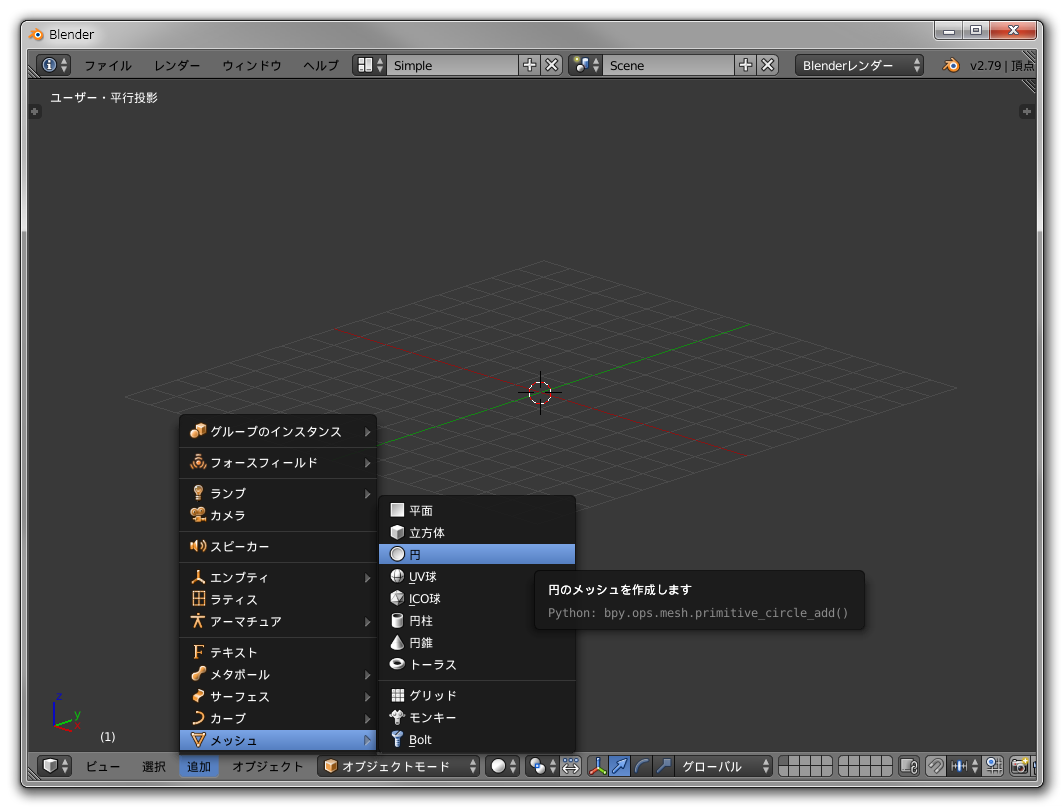 Blender
ファイル レンダー ウィンドウ ヘルプ Simple Scene Blenderレンダー v2.79 | 頂点
ユーザー・平行投影
グループのインスタンス
フォースフィールド
ランプ
カメラ
スピーカー
エンプティ
ラティス
アーマチュア
テキスト
メタボール
サーフェス
カーブ
メッシュ
平面
立方体
円
UV球
ICO球
円柱
円錐
トーラス
グリッド
モンキー
Bolt
円のメッシュを作成します
Python: bpy.ops.mesh.primitive_circle_add()
z
y
x
(1)
ビュー 選択 追加 オブジェクト オブジェクトモード グローバル